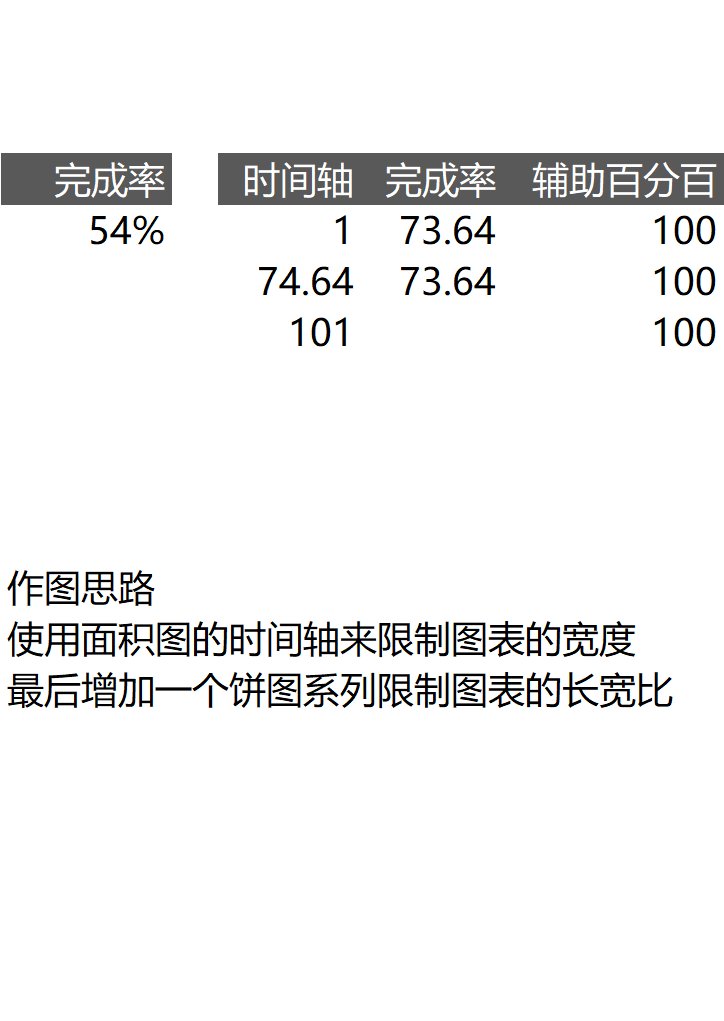 完成率 时间轴 完成率 辅助百分百
54% 1 73.64 100
74.64 73.64 100
101 100
作图思路
使用面积图的时间轴来限制图表的宽度
最后增加一个饼图系列限制图表的长宽比